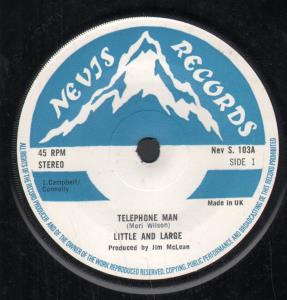 NEVIS RECORDS
45 RPM
STEREO
Nev S. 103A
SIDE 1
J.Campbell/
Connolly
Made in UK
TELEPHONE MAN
(Meri Wilson)
LITTLE AND LARGE
Produced by Jim McLean
ALL RIGHTS OF THE RECORD PRODUCER AND OF THE OWNER OF THE WORK REPRODUCED RESERVED. COPYING, PUBLIC PERFORMANCE AND BROADCASTING OF THIS RECORD PROHIBITED